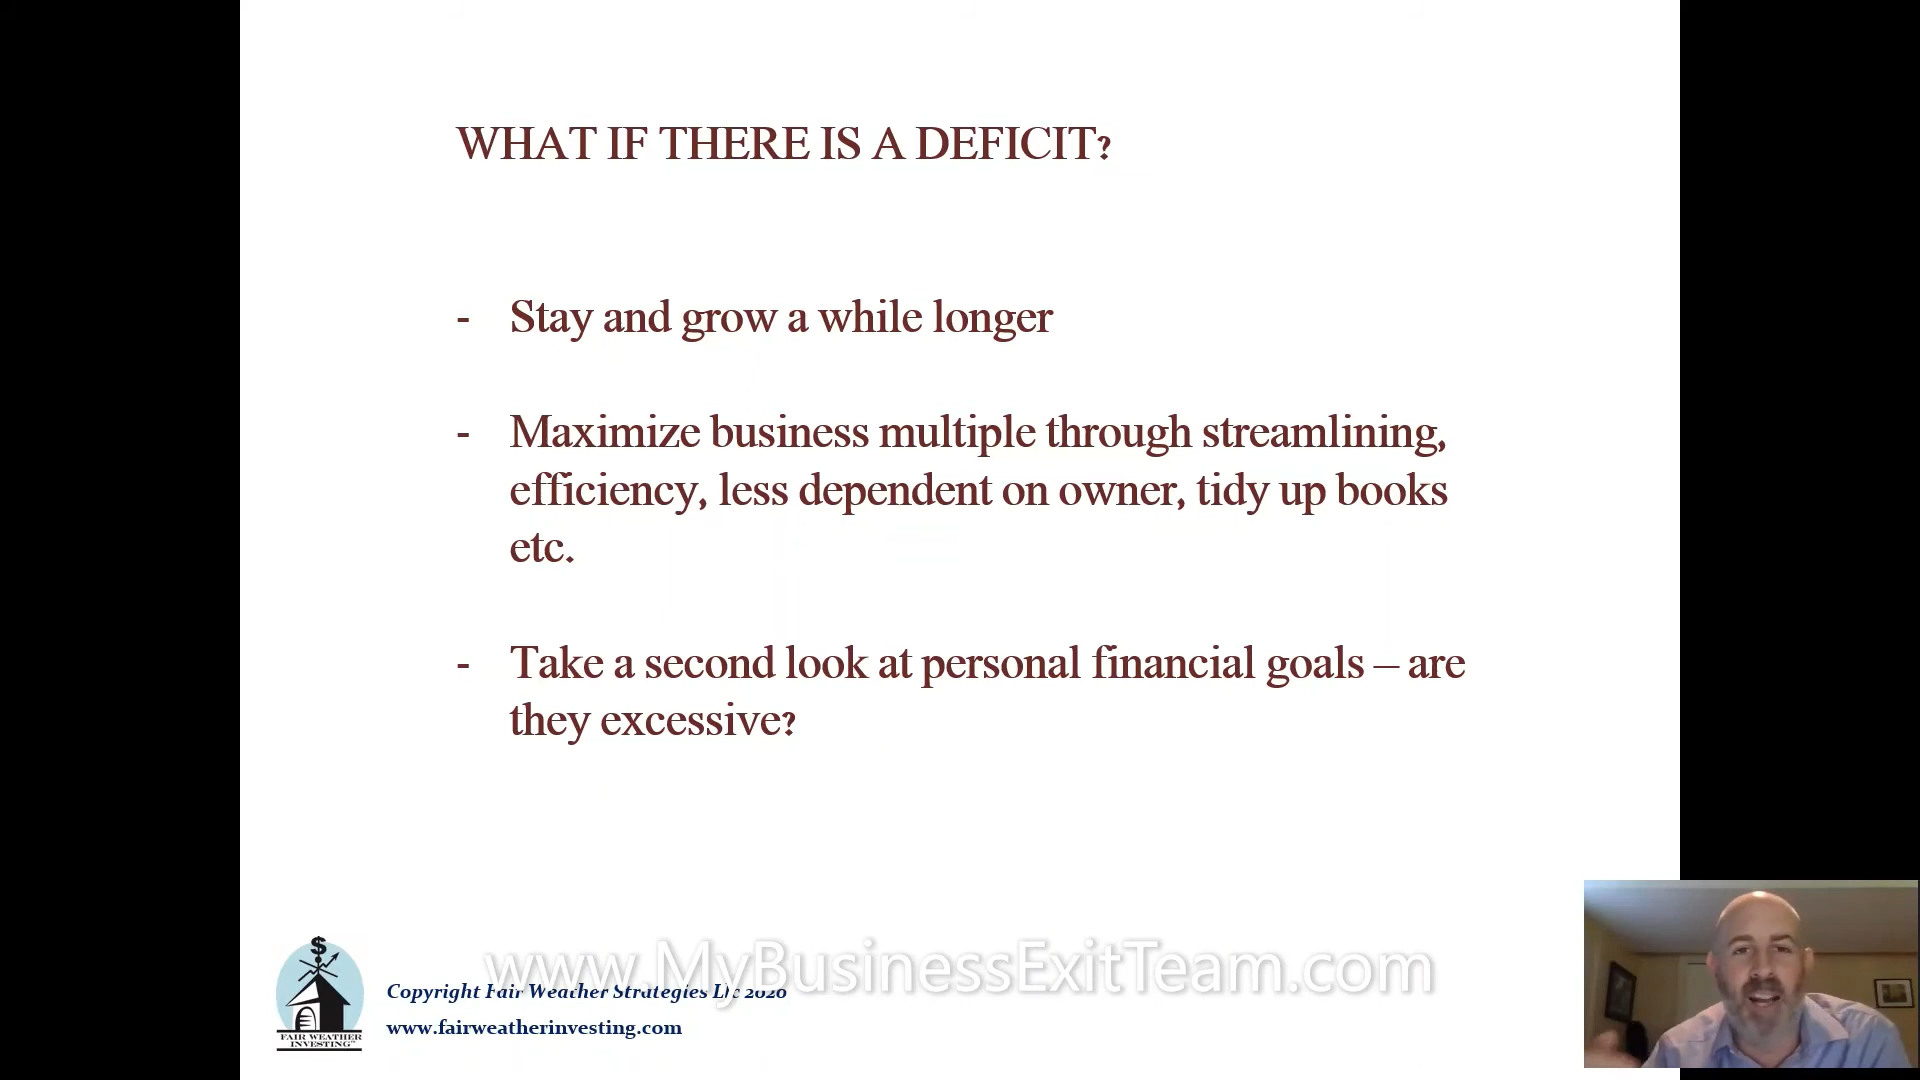 WHAT IF THERE IS A DEFICIT?
- Stay and grow a while longer
- Maximize business multiple through streamlining,
efficiency, less dependent on owner, tidy up books
etc.
- Take a second look at personal financial goals – are
they excessive?
$
FAIR WEATHER
INVESTING
www.MyBusinessExitTeam.com
Copyright Fair Weather Strategies Llc 2020
www.fairweatherinvesting.com